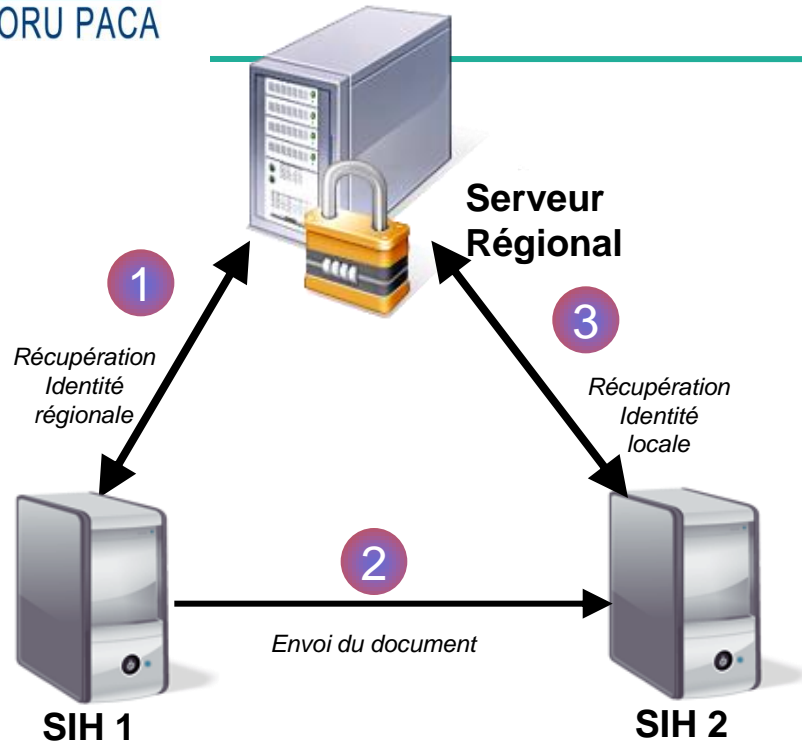 ORU PACA
Serveur
Régional
1
Récupération
Identité
régionale
3
Récupération
Identité
locale
2
Envoi du document
SIH 1
SIH 2